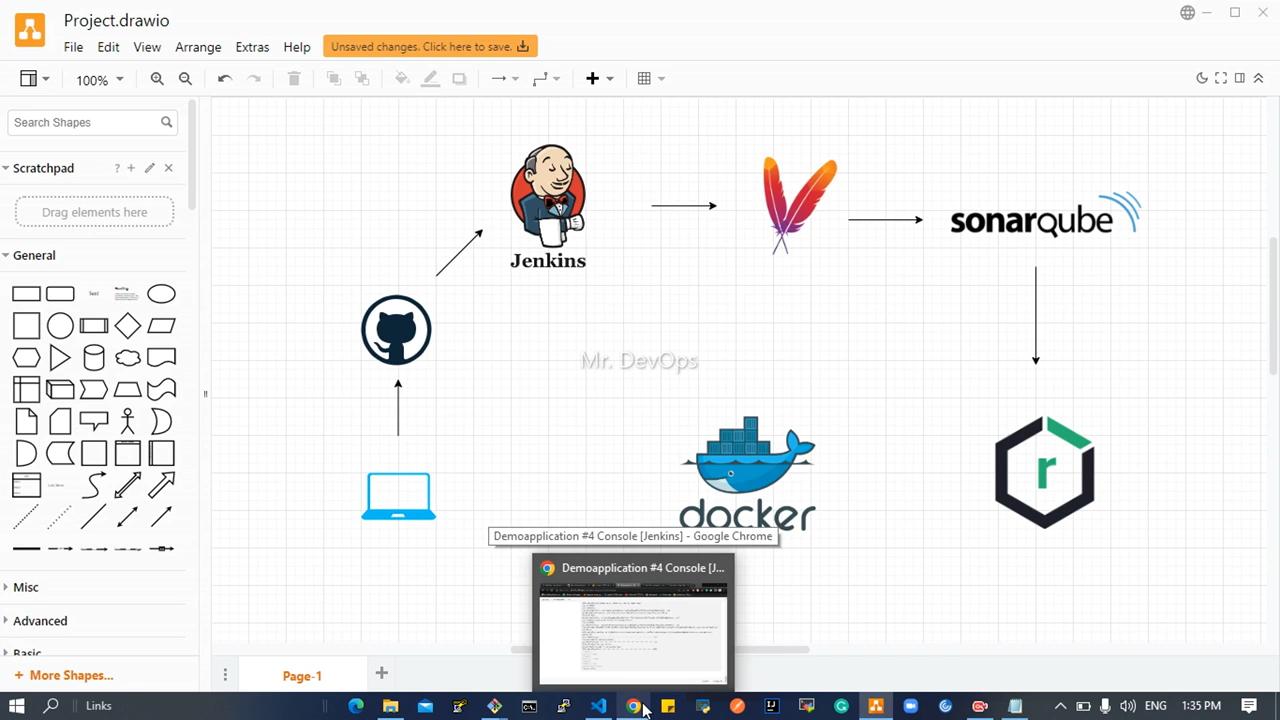 Project.drawio
File Edit View Arrange Extras Help Unsaved changes. Click here to save.
100%
Search Shapes
Scratchpad ?
Drag elements here
General
Text
Jenkins
sonarqube
Mr. DevOps
r
docker
Demoapplication #4 Console [Jenkins] - Google Chrome
Demoapplication #4 Console [J...
Misc
Advanced
Basic
Page-1
Links
ENG 1:35 PM